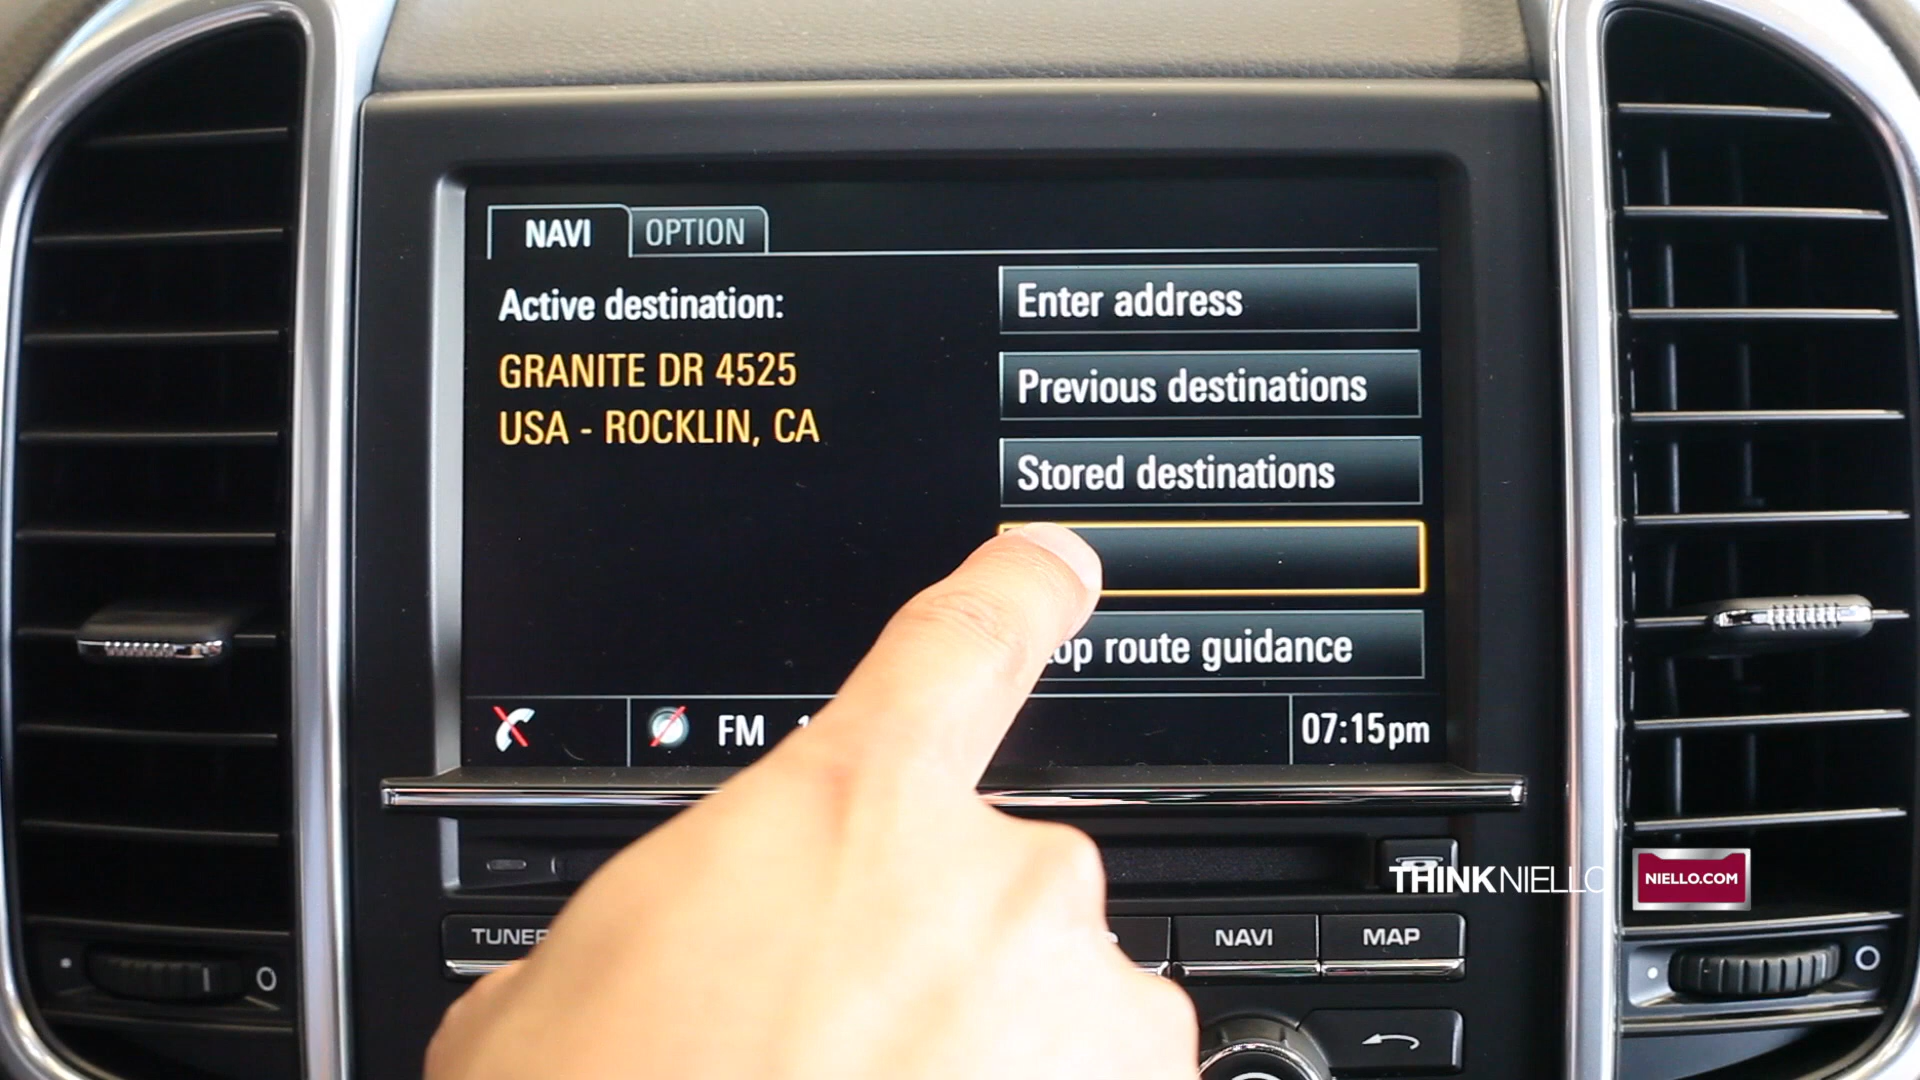 NAVI OPTION
Active destination:
GRANITE DR 4525
USA - ROCKLIN, CA
Enter address
Previous destinations
Stored destinations
route guidance
FM
07:15pm
THINKNIELLO
NIELLO.COM
TUNER
NAVI
MAP